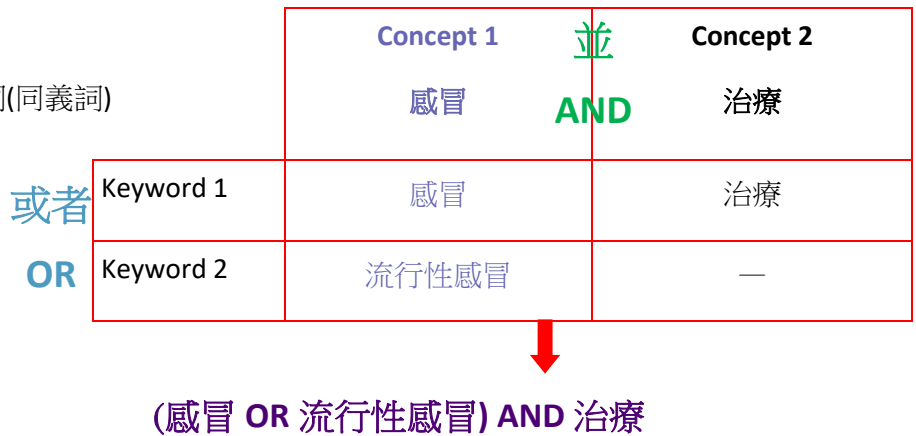 Concept 1 並 Concept 2
(同義詞) 感冒 AND 治療
或者 Keyword 1 感冒 治療
OR Keyword 2 流行性感冒 —
(感冒 OR 流行性感冒) AND 治療